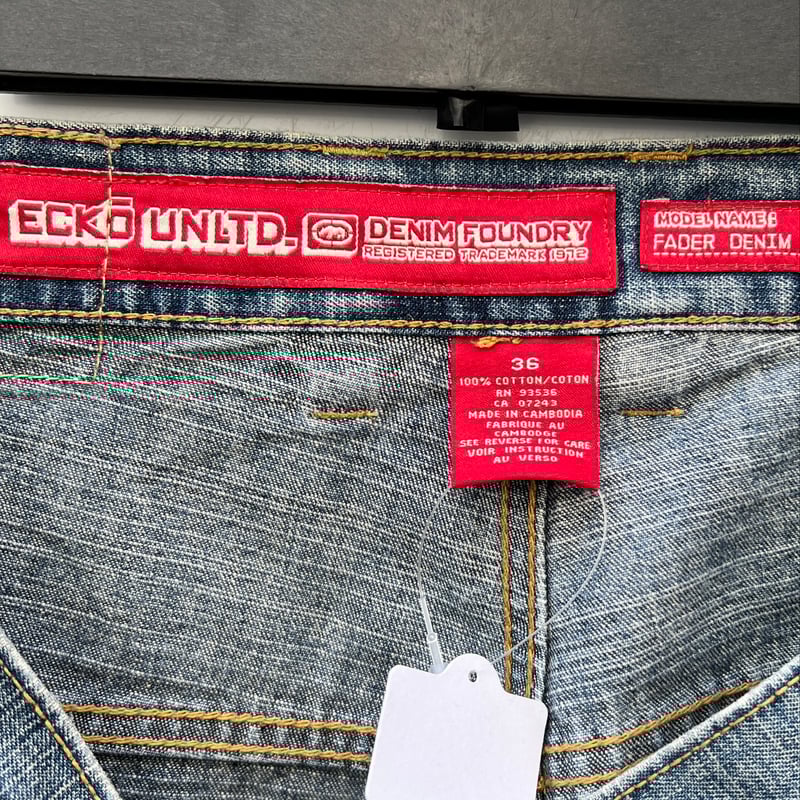 ECKŌ UNLTD. DENIM FOUNDRY
REGISTERED TRADEMARK 1972
MODEL NAME:
FADER DENIM
36
100% COTTON/COTON
RN 93536
CA 07243
MADE IN CAMBODIA
FABRIQUE AU
CAMBODGE
SEE REVERSE FOR CARE
VOIR INSTRUCTION
AU VERSO